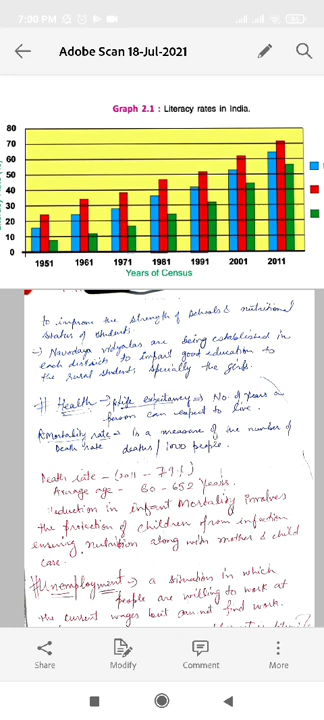 7:00 PM
Adobe Scan 18-Jul-2021
Graph 2.1 : Literacy rates in India.
80
70
60
50
40
30
20
10
0
1951 1961 1971 1981 1991 2001 2011
Years of Census
to improve the strength of schools & nutritional
status of students.
→ Navodaya vidyalas are being established in
each districts to impart good education to
the rural students specially the girls.
# Health → life expectancy → No. of years a
person can expect to live.
Mortality rate → Is a measure of the number of
Death rate deaths / 1000 people.
Death rate - (2011 -
Average age - 60 - years.
Reduction in infant Mortality involves
the protection of children from infection
ensuring nutrition along with mother & child
care.
#Unemployment → a situation in which
people are willing to work at
the current wages but cannot find work.
Share
Modify
Comment
More